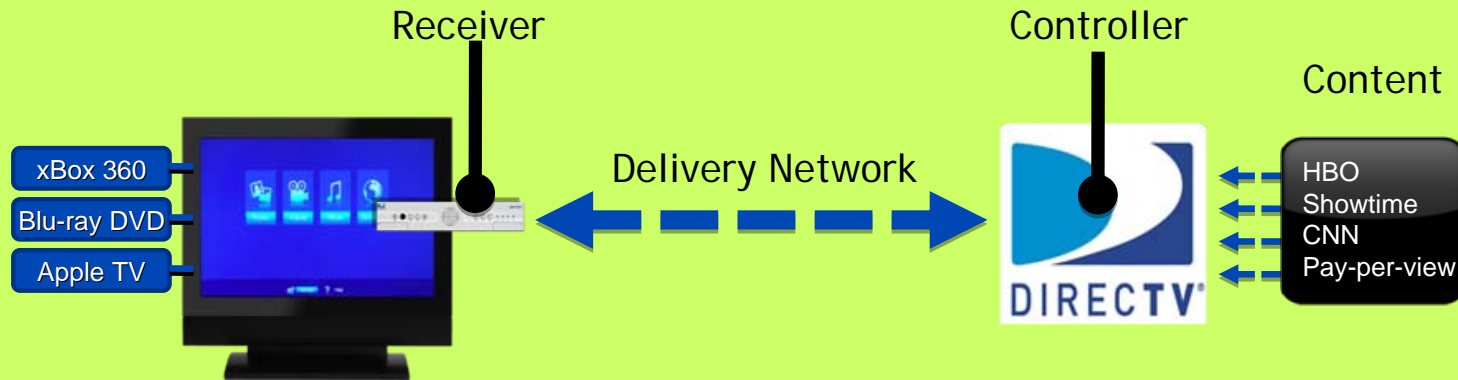 Receiver
Controller
Content
Delivery Network
xBox 360
Blu-ray DVD
Apple TV
HBO
Showtime
CNN
Pay-per-view
DIRECTV®